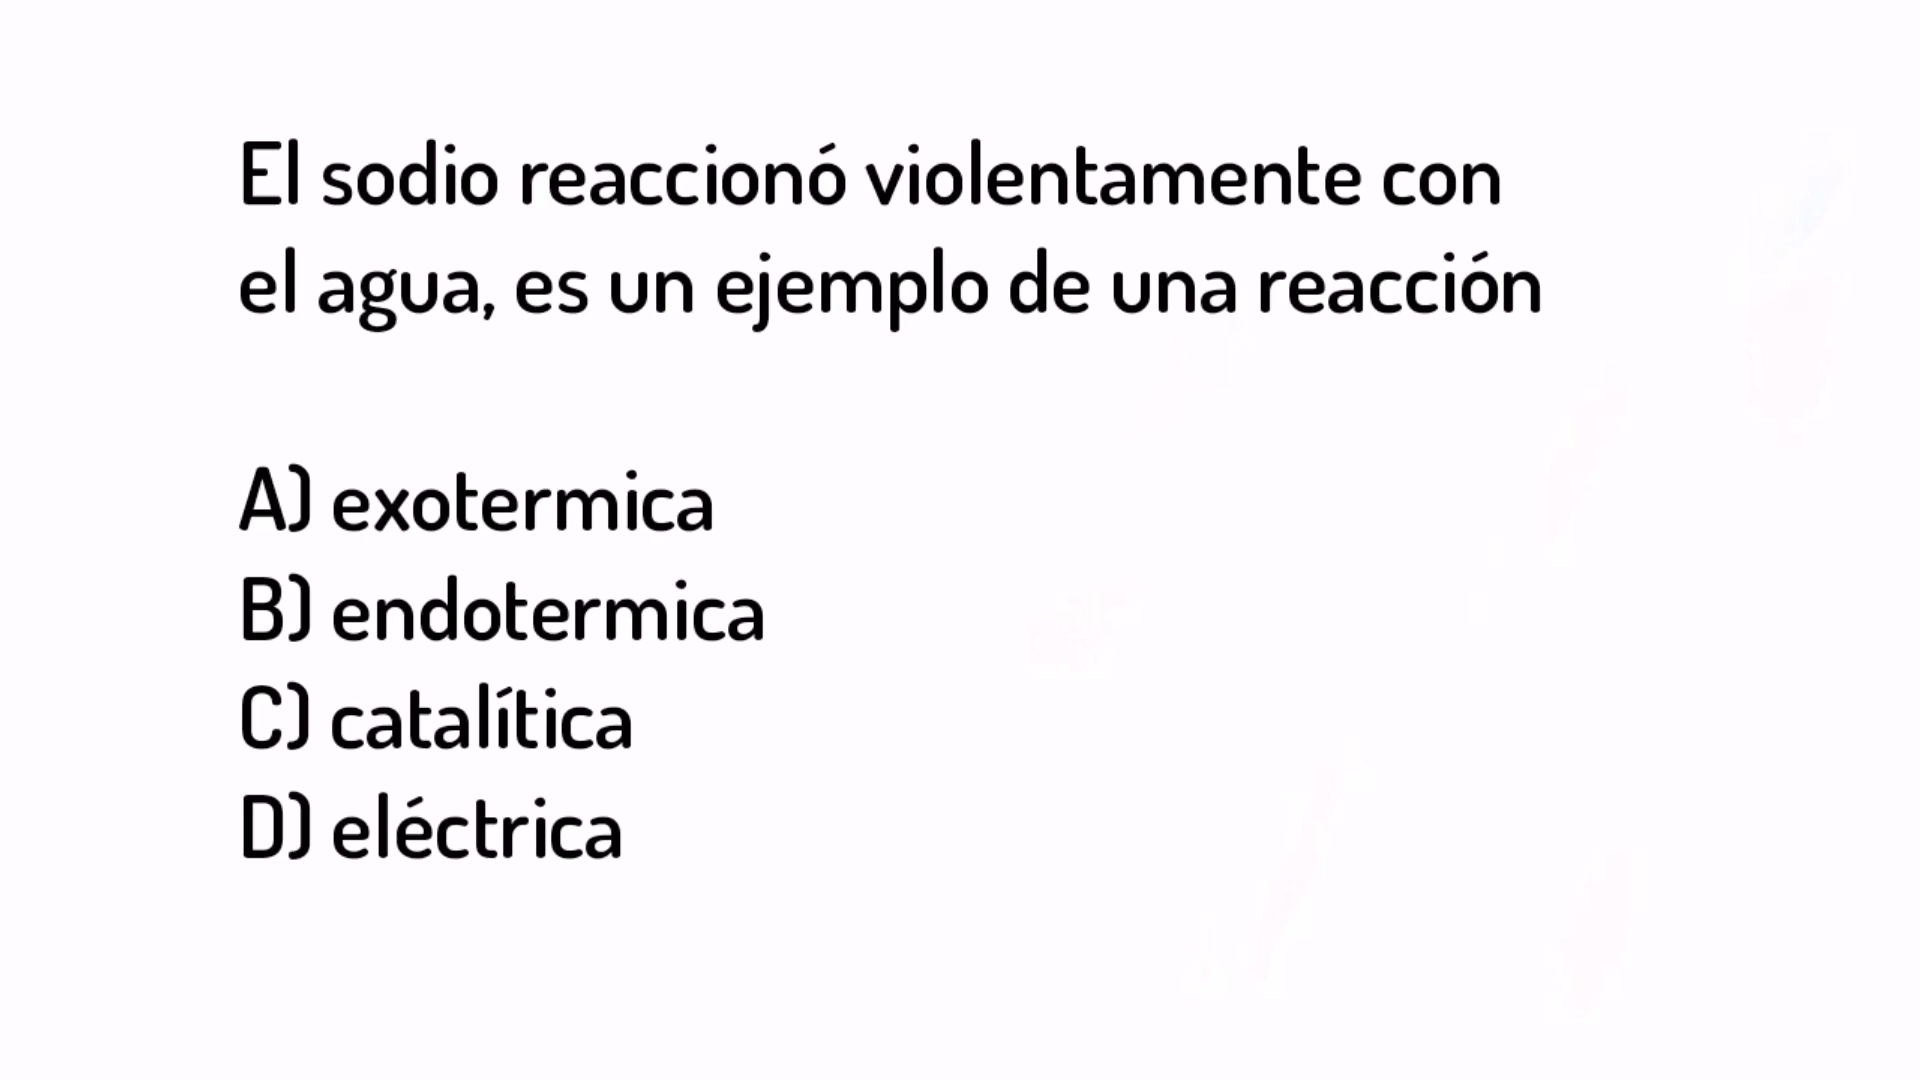 El sodio reaccionó violentamente con
el agua, es un ejemplo de una reacción
A) exotermica
B) endotermica
C) catalítica
D) eléctrica